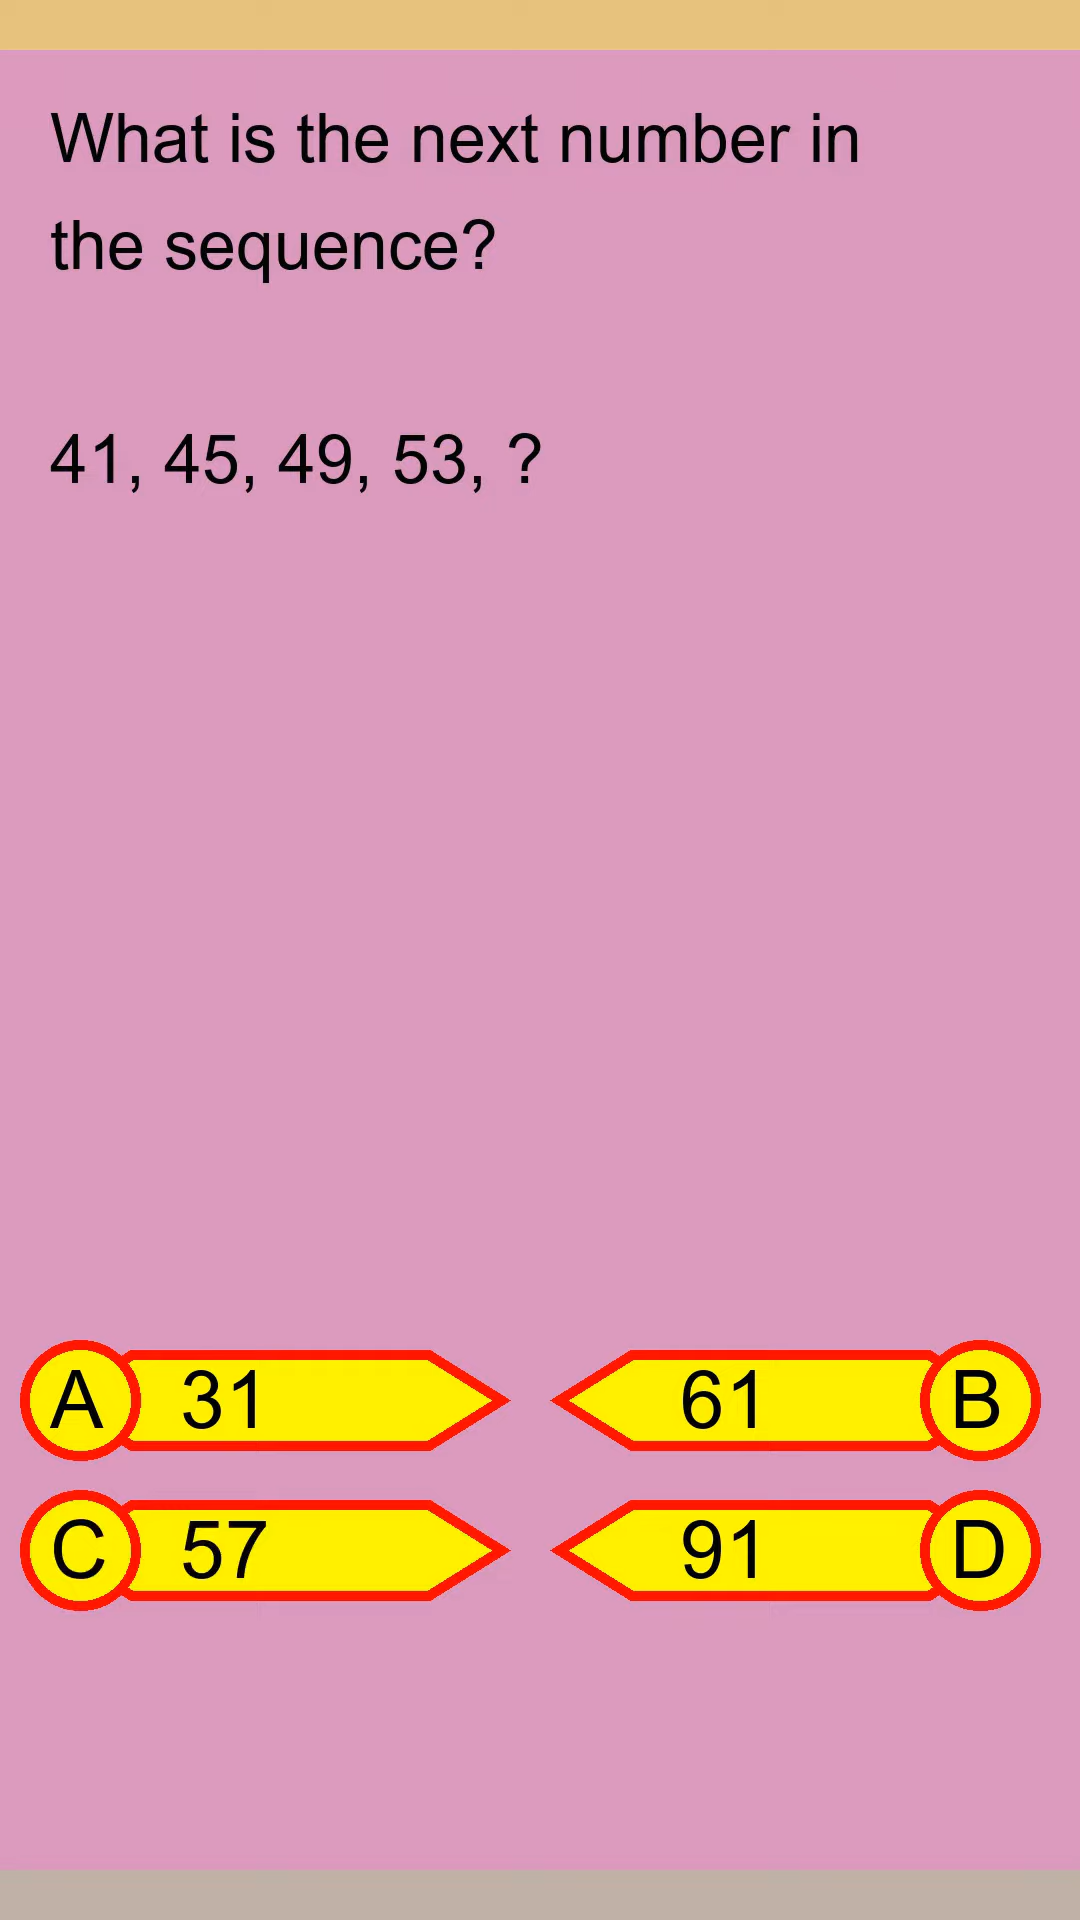 What is the next number in
the sequence?
41, 45, 49, 53, ?
A 31
61 B
C 57
91 D